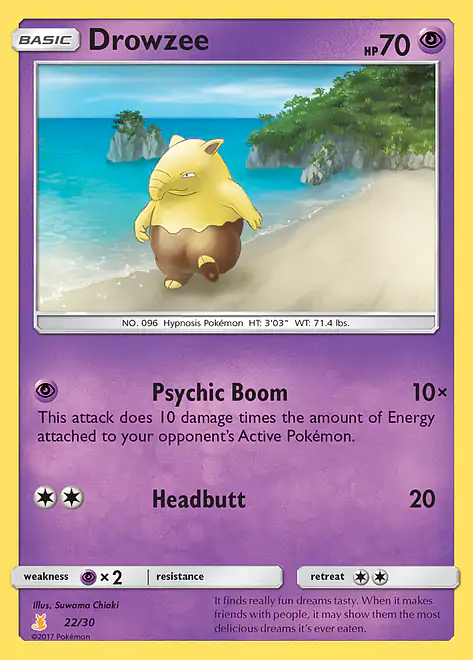 BASIC Drowzee HP70
NO. 096 Hypnosis Pokémon HT: 3'03" WT: 71.4 lbs.
Psychic Boom 10×
This attack does 10 damage times the amount of Energy
attached to your opponent's Active Pokémon.
Headbutt 20
weakness ×2 resistance retreat
Illus. Suwama Chiaki
22/30
©2017 Pokémon
It finds really fun dreams tasty. When it makes
friends with people, it may show them the most
delicious dreams it's ever eaten.